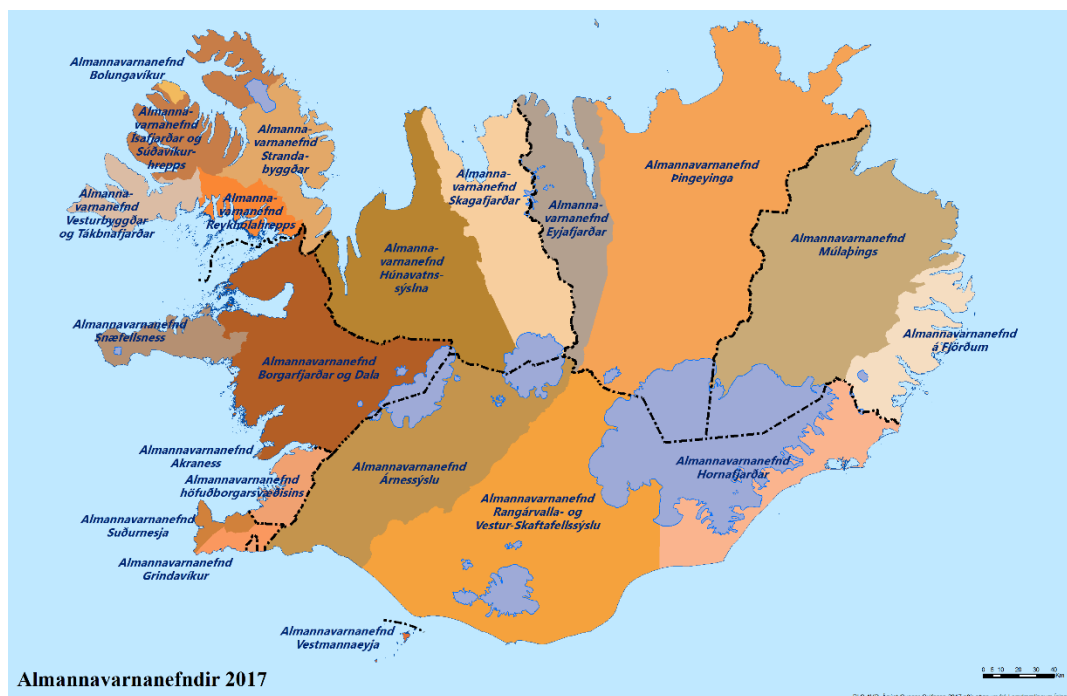 Almannavarnanefnd
Bolungavíkur
Almanna-
varnanefnd
Ísafjarðar og
Súðavíkur-
hrepps
Almanna-
varnanefnd
Stranda-
byggðar
Almanna-
varnanefnd
Vesturbyggðar
og Tákbnafjarðar
Almanna-
varnanefnd
Reykhólahrepps
Almanna-
varnanefnd
Húnavatns-
sýslna
Almanna-
varnanefnd
Skagafjarðar
Almanna-
varnanefnd
Eyjafjarðar
Almannavarnanefnd
Þingeyinga
Almannavarnanefnd
Múlaþings
Almannavarnanefnd
á Fjörðum
Almannavarnanefnd
Snæfellsness
Almannavarnanefnd
Borgarfjarðar og Dala
Almannavarnanefnd
Akraness
Almannavarnanefnd
höfuðborgarsvæðisins
Almannavarnanefnd
Suðurnesja
Almannavarnanefnd
Grindavíkur
Almannavarnanefnd
Árnessýslu
Almannavarnanefnd
Rangárvalla- og
Vestur-Skaftafellssýslu
Almannavarnanefnd
Hornafjarðar
Almannavarnanefnd
Vestmannaeyja
Almannavarnanefndir 2017
0 5 10 20 30 40
Km